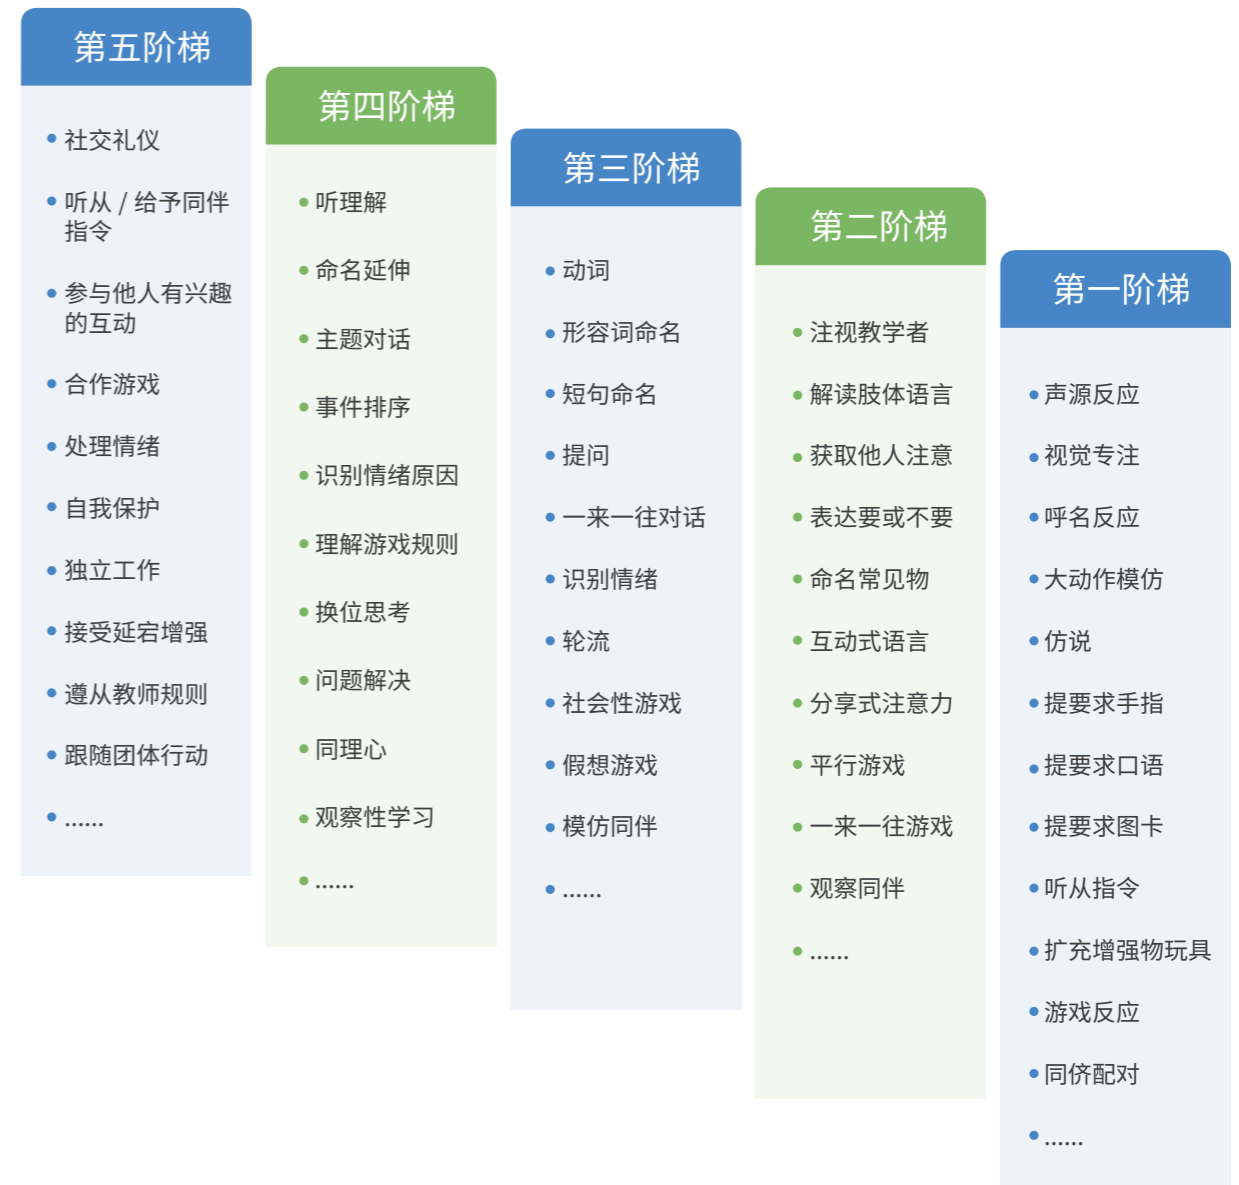 第五阶梯
社交礼仪
听从 / 给予同伴
指令
参与他人有兴趣
的互动
合作游戏
处理情绪
自我保护
独立工作
接受延宕增强
遵从教师规则
跟随团体行动
......
第四阶梯
听理解
命名延伸
主题对话
事件排序
识别情绪原因
理解游戏规则
换位思考
问题解决
同理心
观察性学习
......
第三阶梯
动词
形容词命名
短句命名
提问
一来一往对话
识别情绪
轮流
社会性游戏
假想游戏
模仿同伴
......
第二阶梯
注视教学者
解读肢体语言
获取他人注意
表达要或不要
命名常见物
互动式语言
分享式注意力
平行游戏
一来一往游戏
观察同伴
......
第一阶梯
声源反应
视觉专注
呼名反应
大动作模仿
仿说
提要求手指
提要求口语
提要求图卡
听从指令
扩充增强物玩具
游戏反应
同侪配对
......